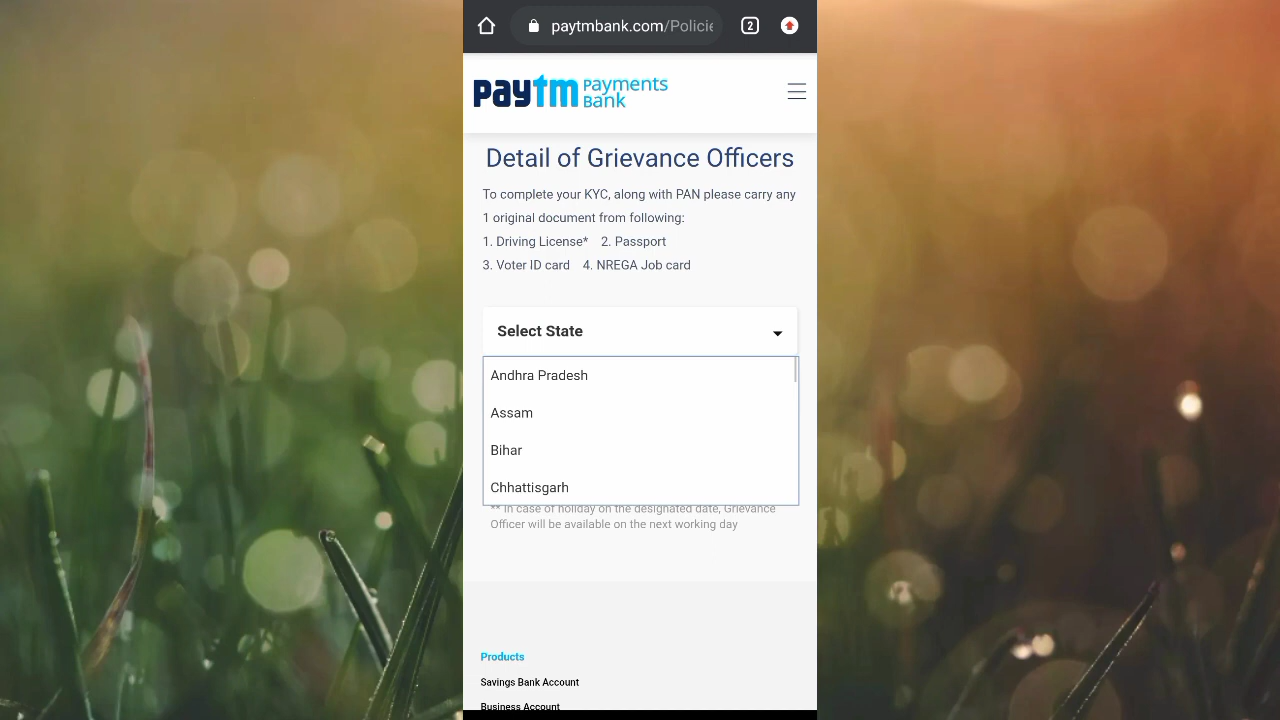 paytmbank.com/Policie
2
paytm Payments
Bank
Detail of Grievance Officers
To complete your KYC, along with PAN please carry any
1 original document from following:
1. Driving License* 2. Passport
3. Voter ID card 4. NREGA Job card
Select State
Andhra Pradesh
Assam
Bihar
Chhattisgarh
** In case of holiday on the designated date, Grievance
Officer will be available on the next working day
Products
Savings Bank Account
Business Account